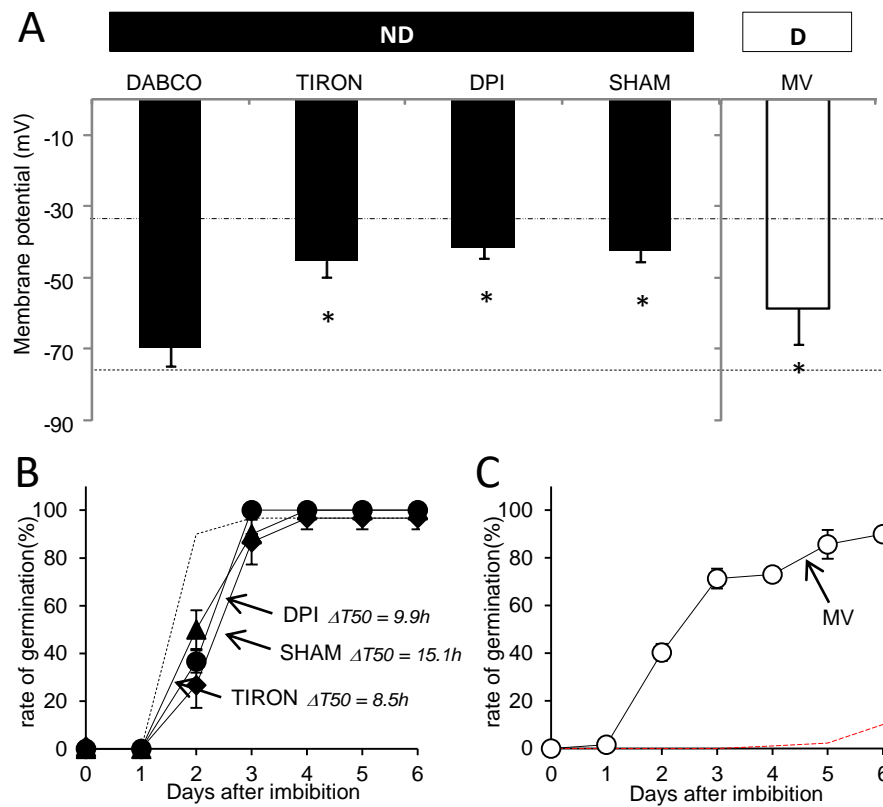 A
ND
D
DABCO TIRON DPI SHAM MV
Membrane potential (mV)
-10
-30
-50
-70
-90
*
*
*
*
B
rate of germination(%)
100
80
60
40
20
0
DPI ΔT50 = 9.9h
SHAM ΔT50 = 15.1h
TIRON ΔT50 = 8.5h
0 1 2 3 4 5 6
Days after imbibition
C
rate of germination(%)
100
80
60
40
20
0
MV
0 1 2 3 4 5 6
Days after imbibition